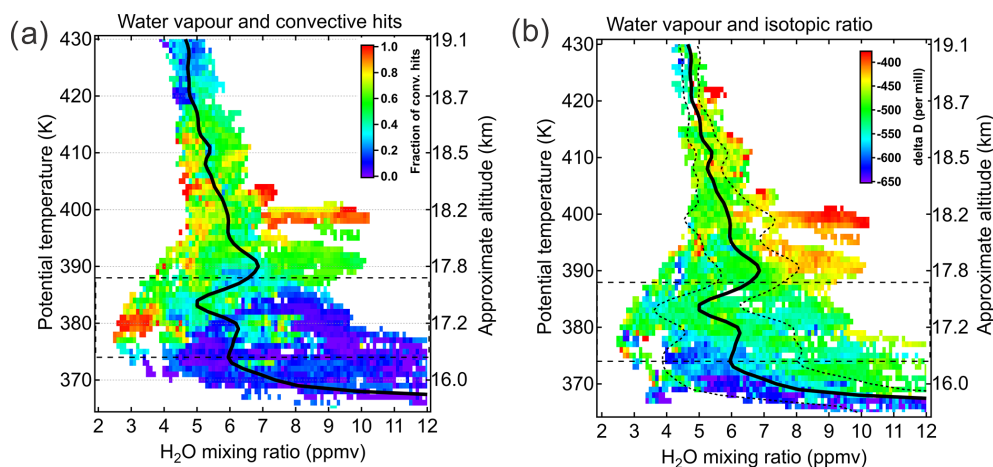 (a)
Water vapour and convective hits
430
420
410
400
390
380
370
Potential temperature (K)
2 3 4 5 6 7 8 9 10 11 12
H2O mixing ratio (ppmv)
19.1
18.7
18.5
18.2
17.8
17.2
16.0
Approximate altitude (km)
Fraction of conv. hits
1.0
0.8
0.6
0.4
0.2
0.0
(b)
Water vapour and isotopic ratio
430
420
410
400
390
380
370
Potential temperature (K)
2 3 4 5 6 7 8 9 10 11 12
H2O mixing ratio (ppmv)
19.1
18.7
18.5
18.2
17.8
17.2
16.0
Approximate altitude (km)
delta D (per mill)
-400
-450
-500
-550
-600
-650